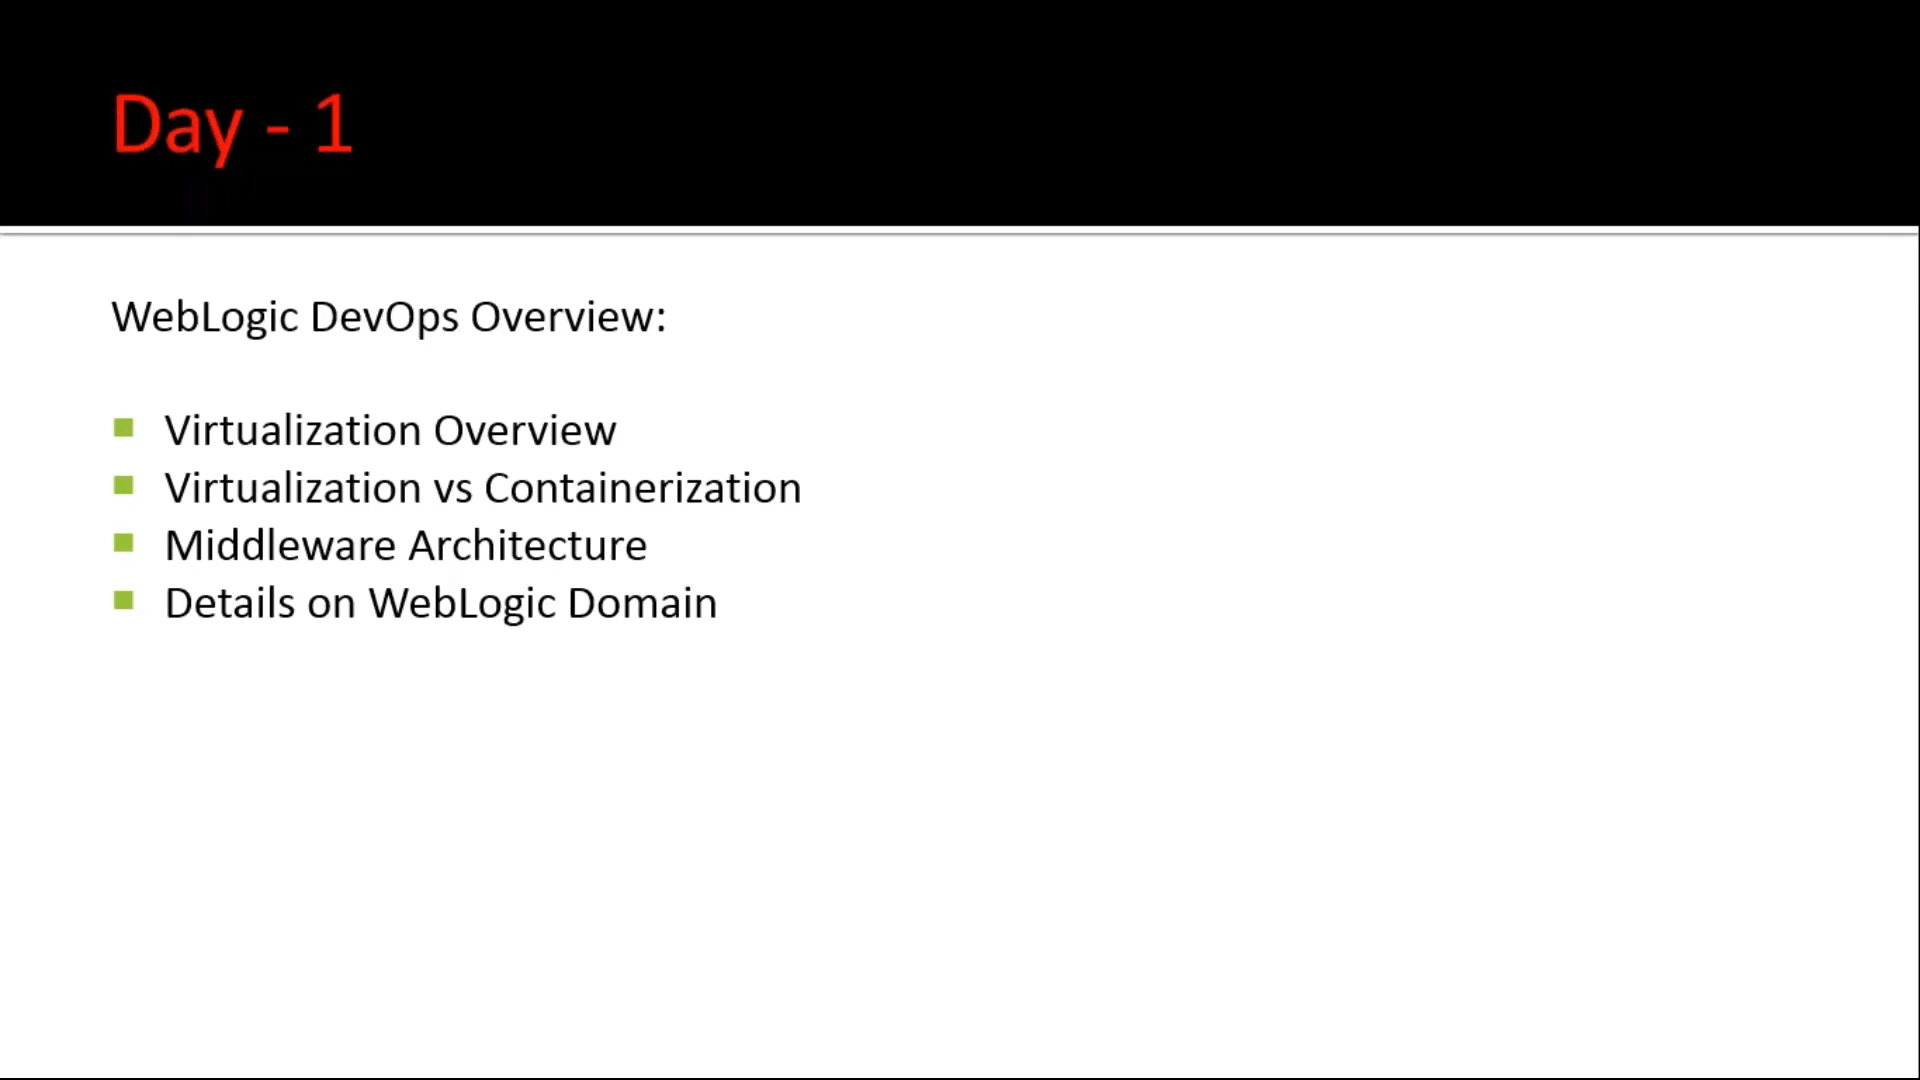 Day - 1
WebLogic DevOps Overview:
Virtualization Overview
Virtualization vs Containerization
Middleware Architecture
Details on WebLogic Domain